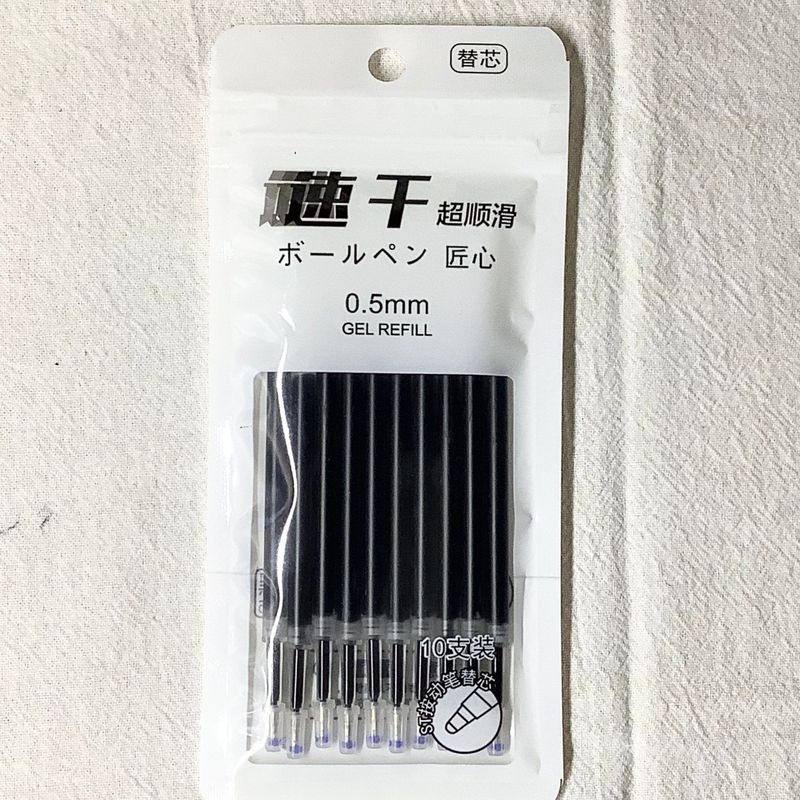 替芯
速干 超顺滑
ボールペン 匠心
0.5mm
GEL REFILL
10支装
ST按动笔替芯